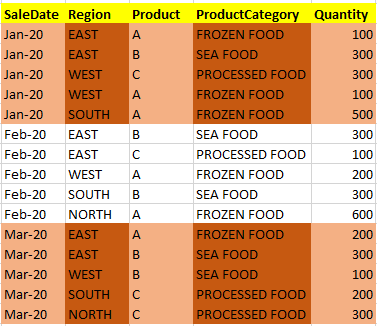 SaleDate Region Product ProductCategory Quantity
Jan-20 EAST A FROZEN FOOD 100
Jan-20 EAST B SEA FOOD 300
Jan-20 WEST C PROCESSED FOOD 300
Jan-20 WEST A FROZEN FOOD 100
Jan-20 SOUTH A FROZEN FOOD 500
Feb-20 EAST B SEA FOOD 300
Feb-20 EAST C PROCESSED FOOD 100
Feb-20 WEST A FROZEN FOOD 200
Feb-20 SOUTH B SEA FOOD 300
Feb-20 NORTH A FROZEN FOOD 600
Mar-20 EAST A FROZEN FOOD 200
Mar-20 EAST B SEA FOOD 300
Mar-20 WEST B SEA FOOD 100
Mar-20 SOUTH C PROCESSED FOOD 200
Mar-20 NORTH C PROCESSED FOOD 300